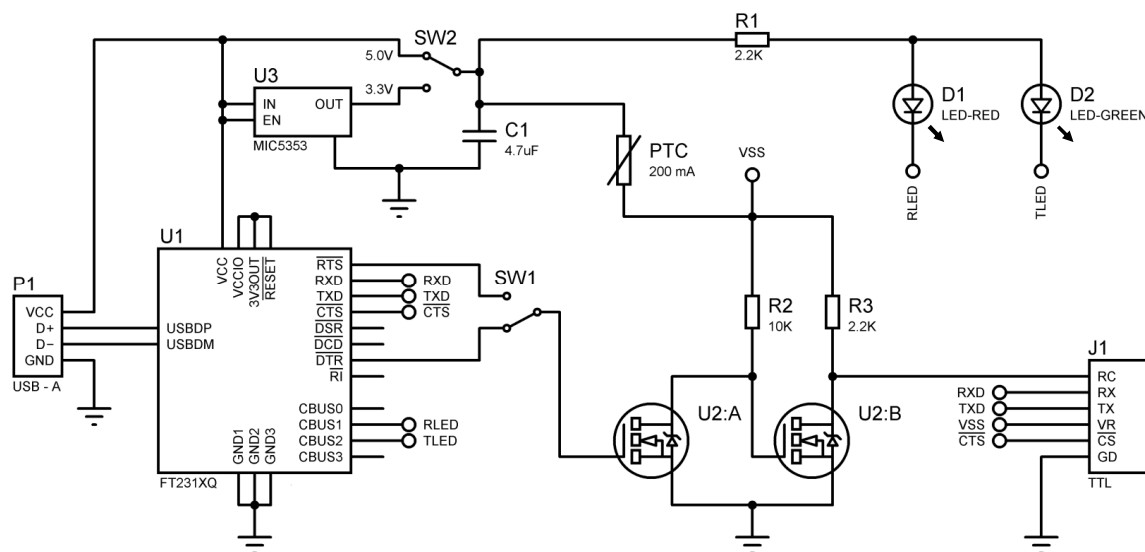 R1
2.2K
SW2
5.0V
3.3V
U3
IN
OUT
EN
MIC5353
C1
4.7uF
PTC
200 mA
VSS
D1
LED-RED
D2
LED-GREEN
RLED
TLED
U1
VCC
VCCIO
3V3OUT
RESET
P1
VCC
D+
D−
GND
USB - A
USBDP
USBDM
RTS
RXD RXD
TXD TXD
CTS CTS
DSR
DCD
DTR
RI
CBUS0
CBUS1 RLED
CBUS2 TLED
CBUS3
GND1
GND2
GND3
FT231XQ
SW1
R2
10K
R3
2.2K
U2:A
U2:B
J1
RC
RXD RX
TXD TX
VSS VR
CTS CS
GD
TTL